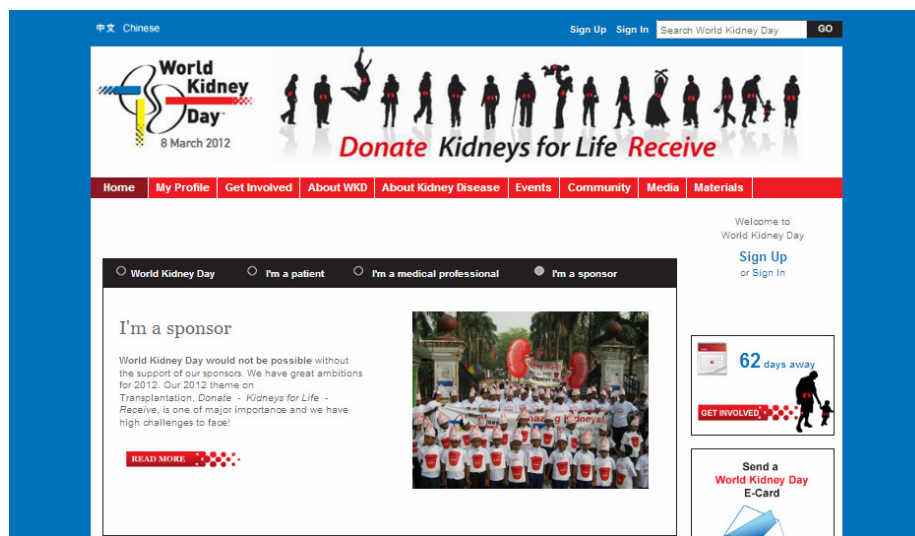 中文 Chinese
Sign Up Sign In Search World Kidney Day GO
World
Kidney
Day
8 March 2012
Donate Kidneys for Life Receive
Home My Profile Get Involved About WKD About Kidney Disease Events Community Media Materials
Welcome to
World Kidney Day
Sign Up
or Sign In
World Kidney Day I'm a patient I'm a medical professional I'm a sponsor
I'm a sponsor
World Kidney Day would not be possible without
the support of our sponsors. We have great ambitions
for 2012. Our 2012 theme on
Transplantation, Donate - Kidneys for Life -
Receive, is one of major importance and we have
high challenges to face!
READ MORE
62 days away
GET INVOLVED
Send a
World Kidney Day
E-Card